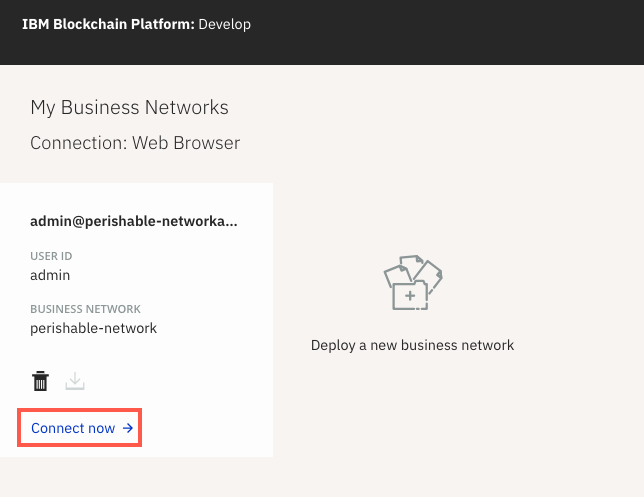 IBM Blockchain Platform: Develop
My Business Networks
Connection: Web Browser
admin@perishable-networka...
USER ID
admin
BUSINESS NETWORK
perishable-network
Connect now →
Deploy a new business network